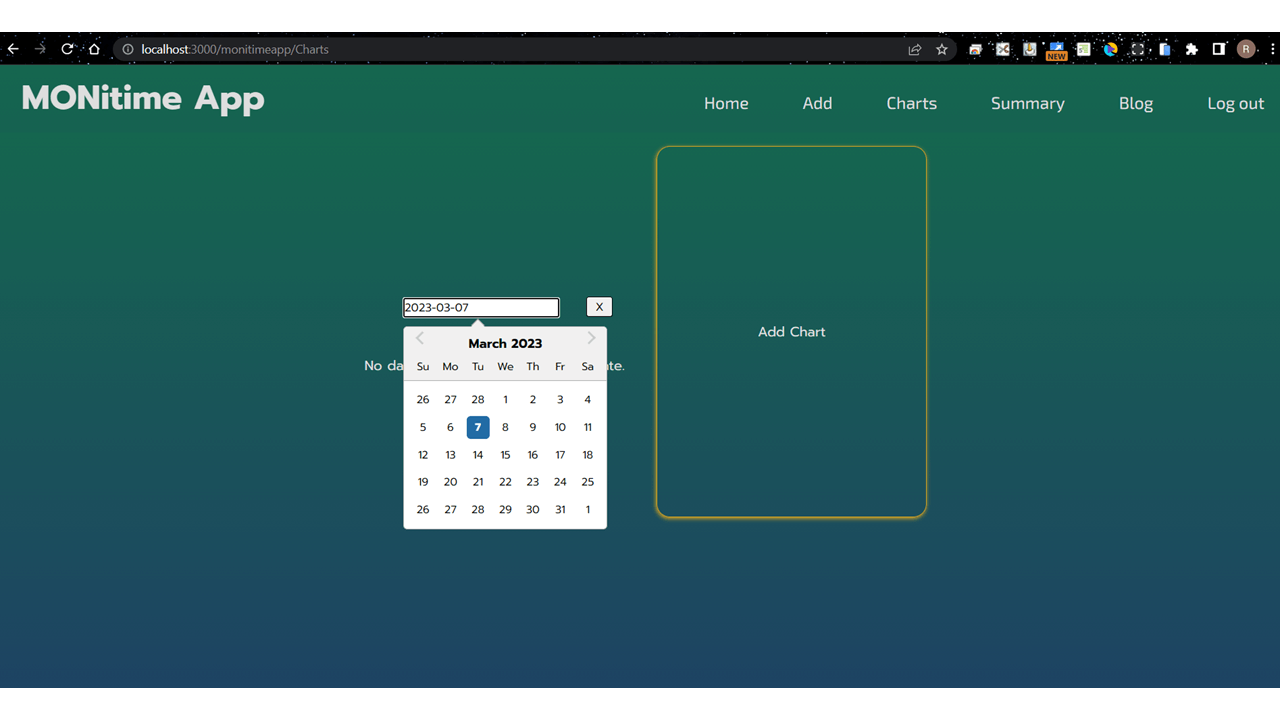 localhost:3000/monitimeapp/Charts
NEW
R
MONitime App
Home Add Charts Summary Blog Log out
2023-03-07 X
Add Chart
March 2023
No da
Su Mo Tu We Th Fr Sa
26 27 28 1 2 3 4
5 6 7 8 9 10 11
12 13 14 15 16 17 18
19 20 21 22 23 24 25
26 27 28 29 30 31 1